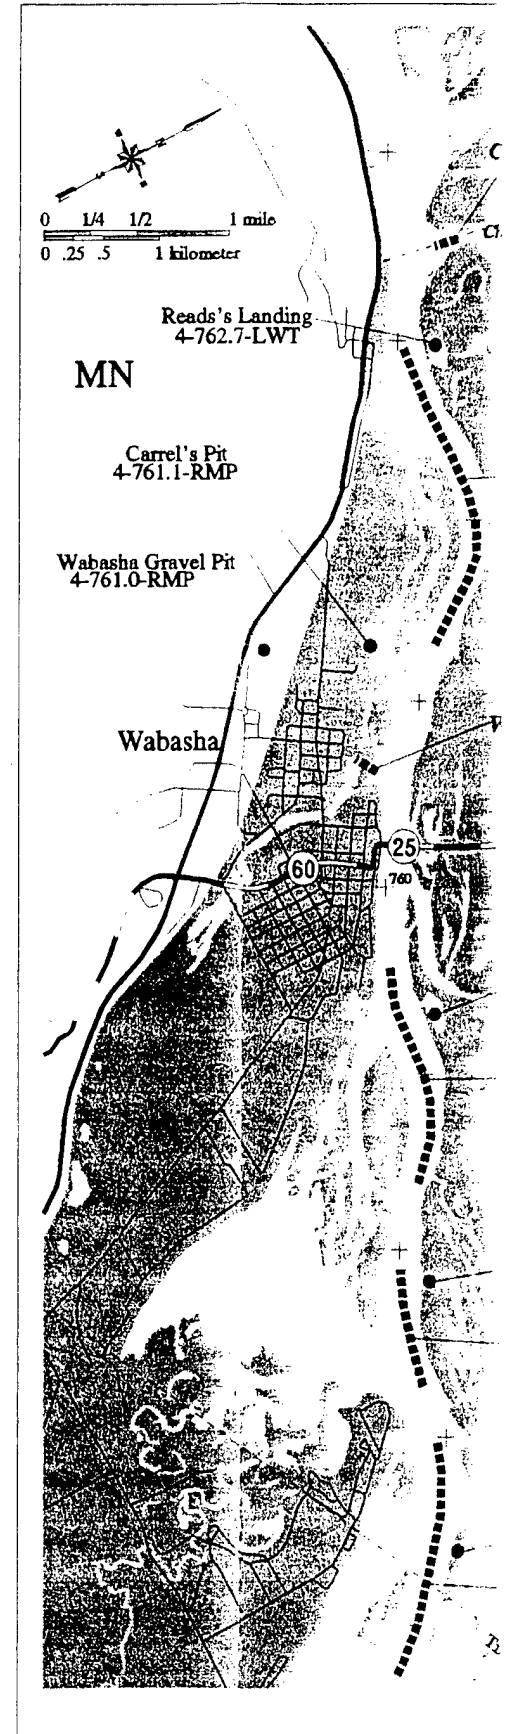 0 1/4 1/2 1 mile
0 .25 .5 1 kilometer
Reads's Landing
4-762.7-LWT
MN
Carrel's Pit
4-761.1-RMP
Wabasha Gravel Pit
4-761.0-RMP
Wabasha
25
60
760